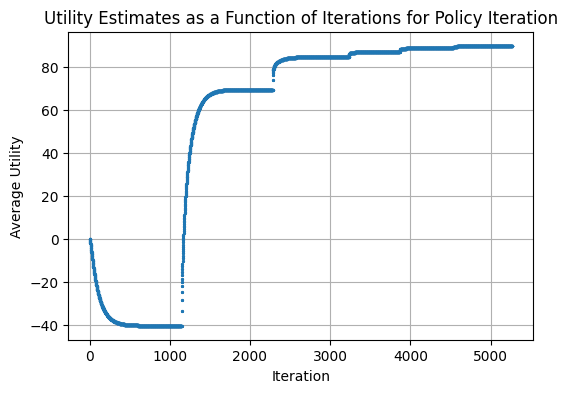 Utility Estimates as a Function of Iterations for Policy Iteration
80
60
40
20
0
−20
−40
Average Utility
0 1000 2000 3000 4000 5000
Iteration